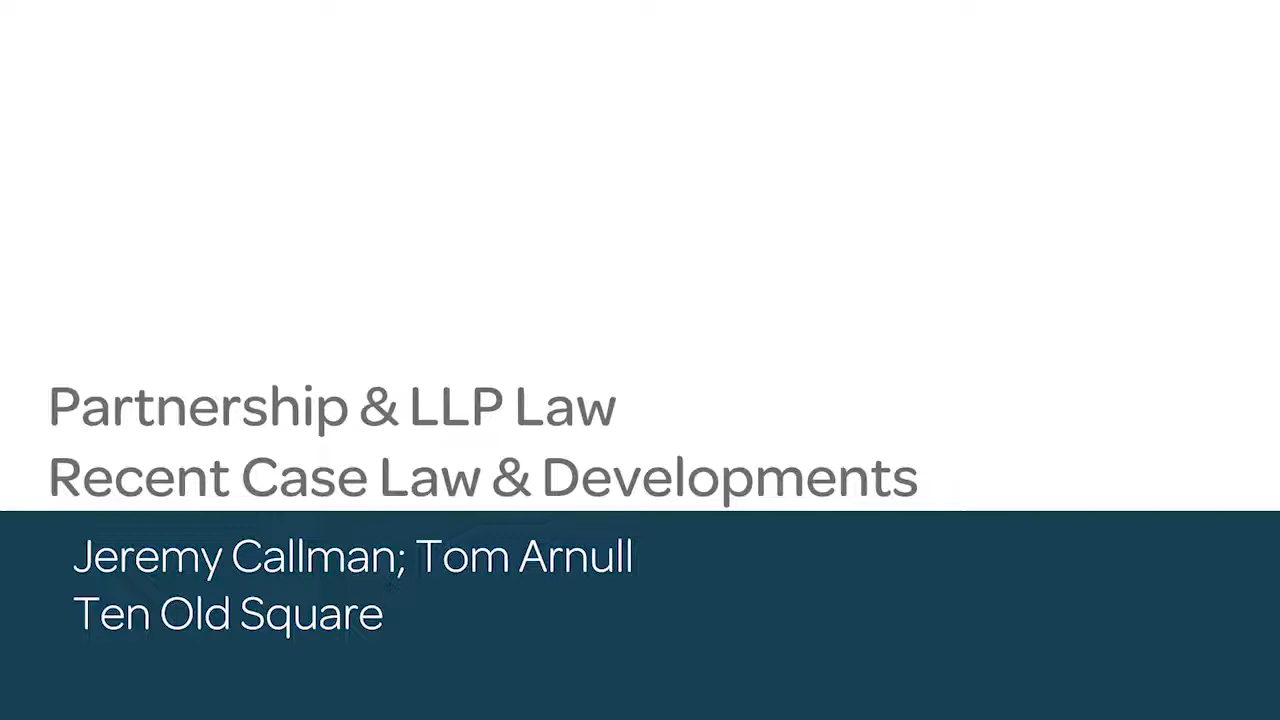 Partnership & LLP Law
Recent Case Law & Developments
Jeremy Callman; Tom Arnull
Ten Old Square